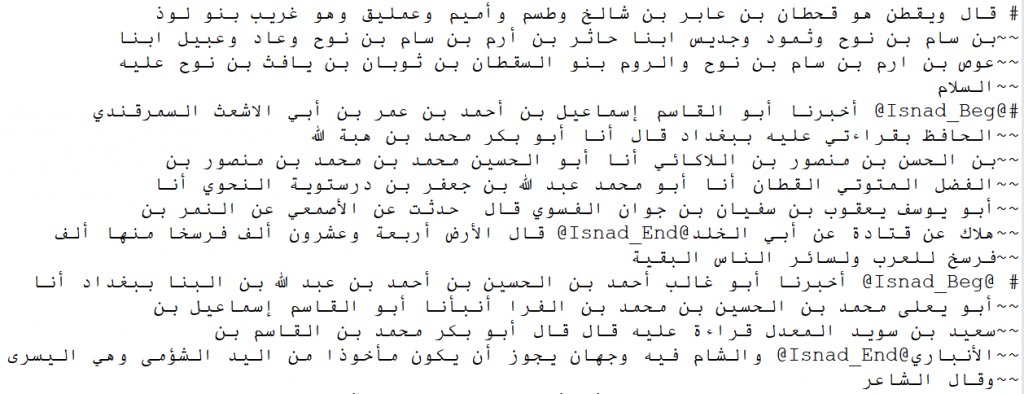 # قال ويقطن هو قحطان بن عابر بن شالخ وطسم وأميم وعمليق وهو غريب بنو لوذ
~~بن سام بن نوح وثمود وجديس ابنا حاثر بن أرم بن سام بن نوح وعاد وعبيل ابنا
~~عوص بن ارم بن سام بن نوح والروم بنو السقطان بن ثوبان بن يافث بن نوح عليه
~~السلام
#@Isnad_Beg@ أخبرنا أبو القاسم إسماعيل بن أحمد بن عمر بن أبي الاشعث السمرقندي
~~الحافظ بقراءتي عليه ببغداد قال أنا أبو بكر محمد بن هبة الله
~~بن الحسن بن منصور بن اللاكائي أنا أبو الحسين محمد بن محمد بن منصور بن
~~الفضل المتوتي القطان أنا أبو محمد عبد الله بن جعفر بن درستوية النحوي أنا
~~أبو يوسف يعقوب بن سفيان بن جوان الفسوي قال حدثت عن الأصمعي عن النمر بن
~~هلاك عن قتادة عن أبي الخلد@Isnad_End@ قال الأرض أربعة وعشرون ألف فرسخا منها ألف
~~فرسخ للعرب ولسائر الناس البقية
# @Isnad_Beg@ أخبرنا أبو غالب أحمد بن الحسين بن أحمد بن عبد الله بن البنا ببغداد أنا
~~أبو يعلى محمد بن الحسين بن محمد بن الفرا أنبأنا أبو القاسم إسماعيل بن
~~سعيد بن سويد المعدل قراءة عليه قال قال أبو بكر محمد بن القاسم بن
~~الأنباري@Isnad_End@ والشام فيه وجهان يجوز أن يكون مأخوذا من اليد الشؤمى وهي اليسرى
~~وقال الشاعر